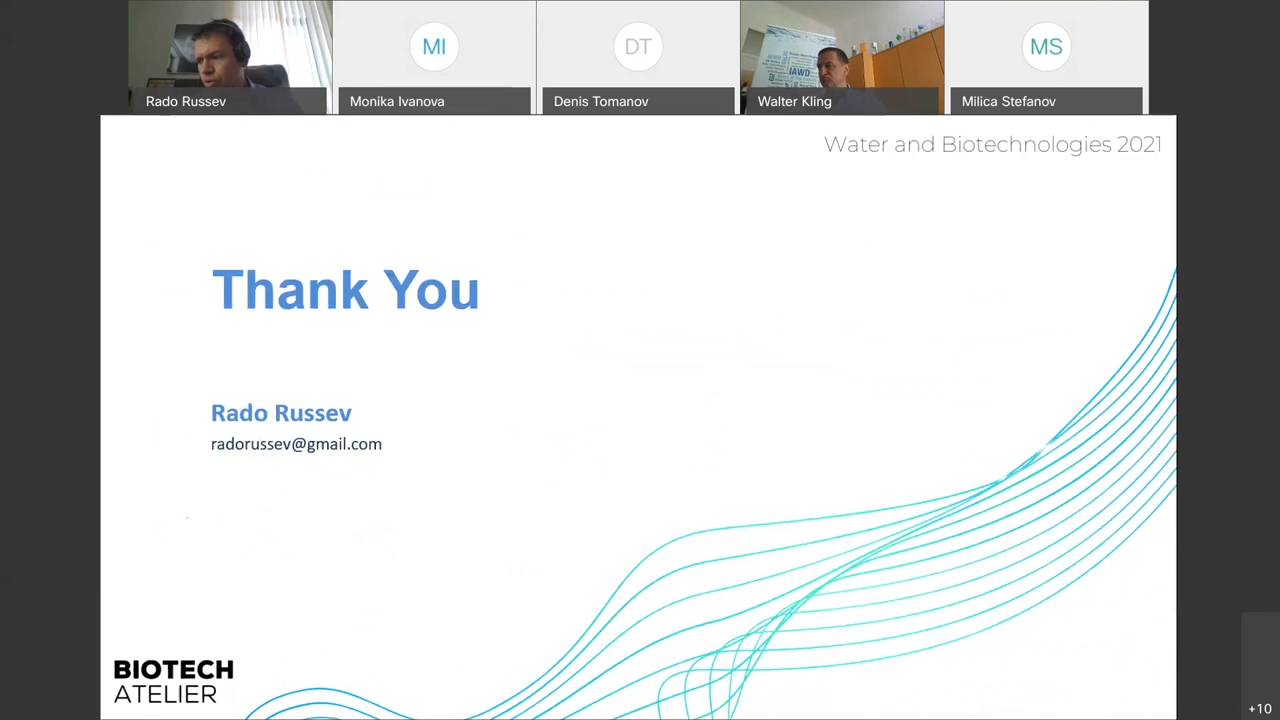 MI
DT
IAWD
MS
Rado Russev
Monika Ivanova
Denis Tomanov
Walter Kling
Milica Stefanov
Water and Biotechnologies 2021
Thank You
Rado Russev
radorussev@gmail.com
BIOTECH
ATELIER
+10